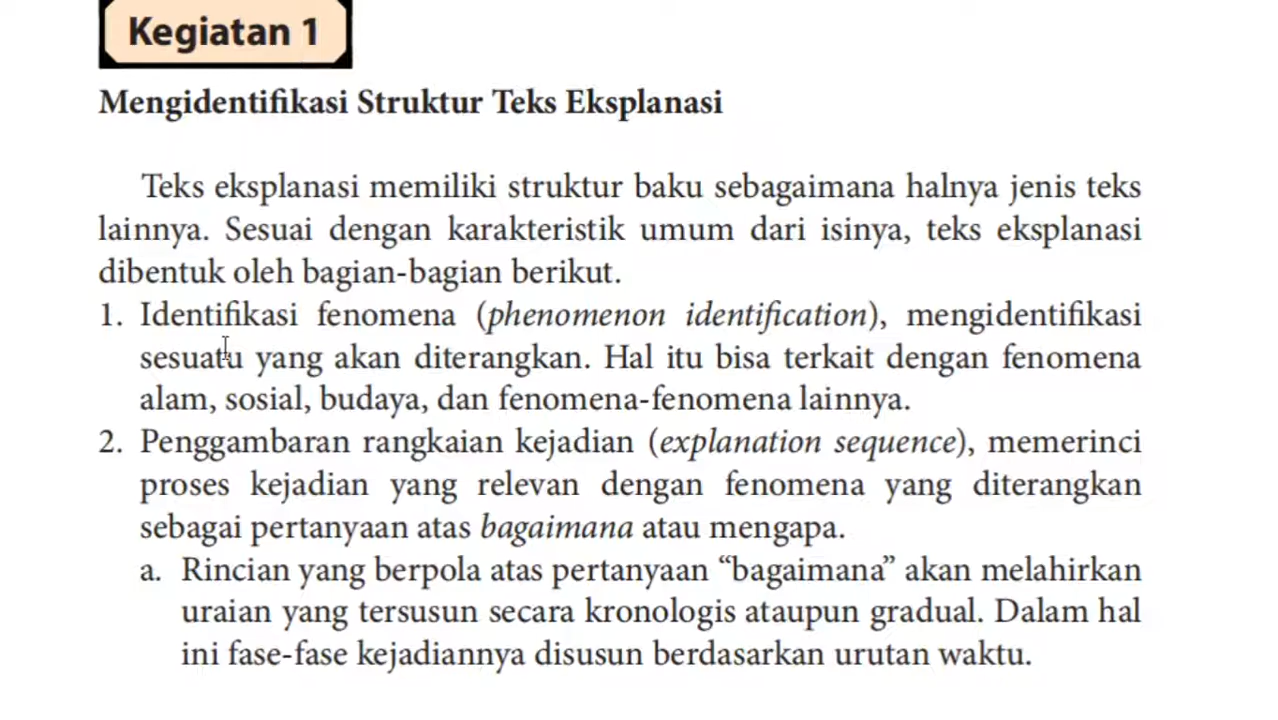 Kegiatan 1
Mengidentifikasi Struktur Teks Eksplanasi
Teks eksplanasi memiliki struktur baku sebagaimana halnya jenis teks
lainnya. Sesuai dengan karakteristik umum dari isinya, teks eksplanasi
dibentuk oleh bagian-bagian berikut.
1. Identifikasi fenomena (phenomenon identification), mengidentifikasi
sesuatu yang akan diterangkan. Hal itu bisa terkait dengan fenomena
alam, sosial, budaya, dan fenomena-fenomena lainnya.
2. Penggambaran rangkaian kejadian (explanation sequence), memerinci
proses kejadian yang relevan dengan fenomena yang diterangkan
sebagai pertanyaan atas bagaimana atau mengapa.
a. Rincian yang berpola atas pertanyaan “bagaimana” akan melahirkan
uraian yang tersusun secara kronologis ataupun gradual. Dalam hal
ini fase-fase kejadiannya disusun berdasarkan urutan waktu.